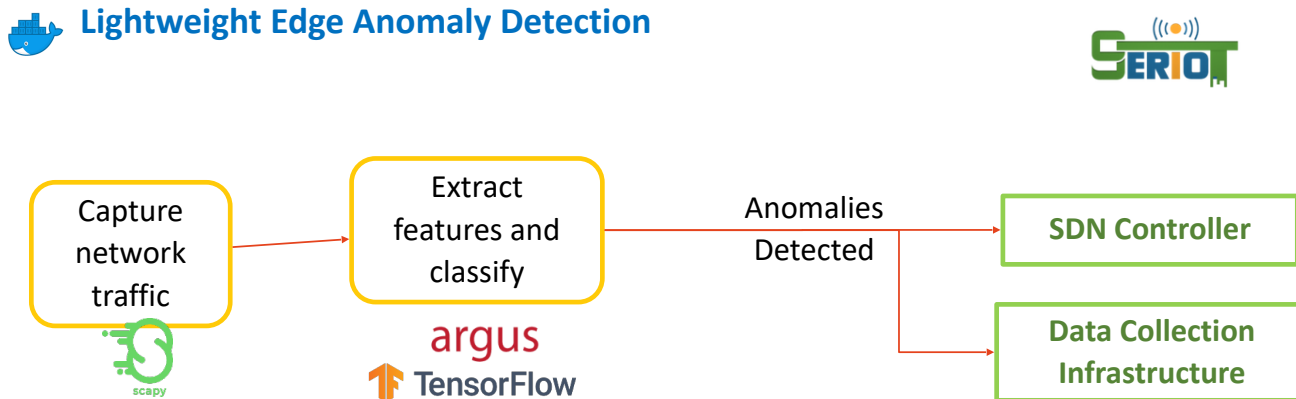 Lightweight Edge Anomaly Detection
SERIOT
Capture
network
traffic
scapy
Extract
features and
classify
argus
TensorFlow
Anomalies
Detected
SDN Controller
Data Collection
Infrastructure